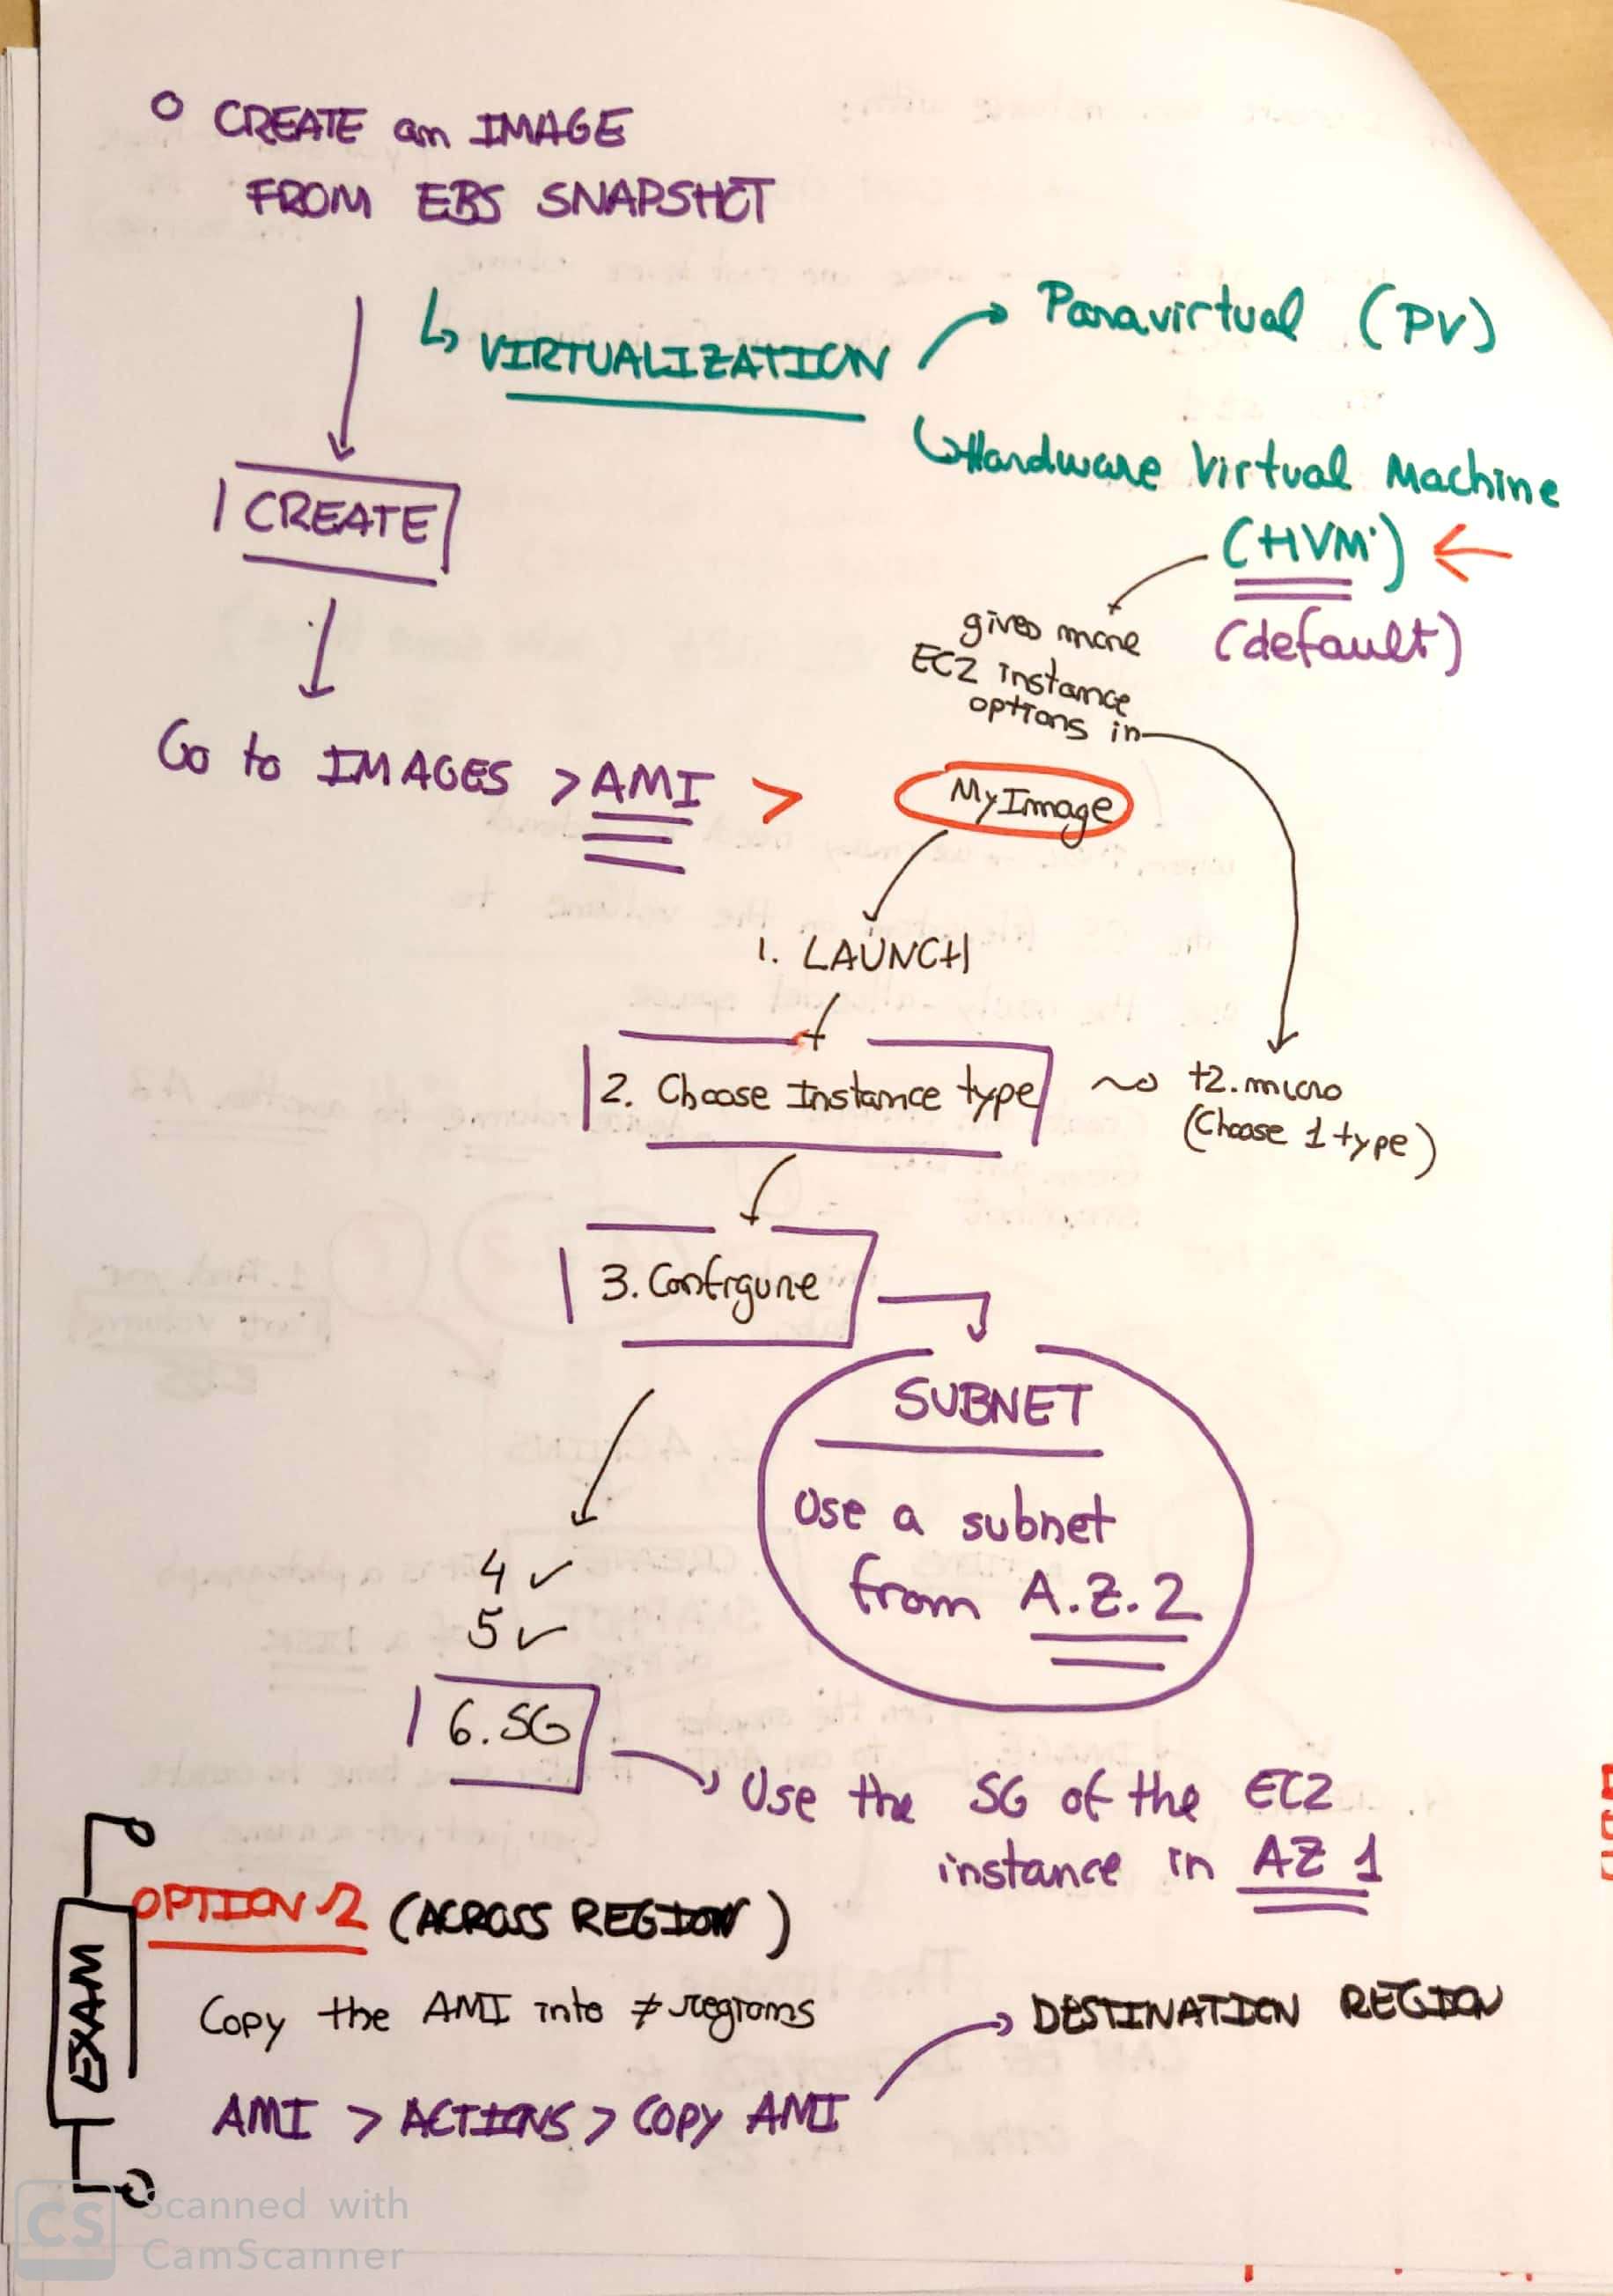 ○ CREATE an IMAGE
FROM EBS SNAPSHOT
↳ VIRTUALIZATION → Paravirtual (PV)
↳ Hardware Virtual Machine
(HVM) ←
(default)
CREATE
gives more
EC2 instance
options in
Go to IMAGES > AMI > MyImage
1. LAUNCH
2. Choose Instance type → t2.micro
(Choose 1 type)
3. Configure
SUBNET
Use a subnet
from A.Z.2
4 ✓
5 ✓
6. SG
Use the SG of the EC2
instance in AZ 1
EXAM
OPTION 2 (ACROSS REGION)
Copy the AMI into ≠ regions
AMI > ACTIONS > COPY AMI → DESTINATION REGION
CS Scanned with
CamScanner